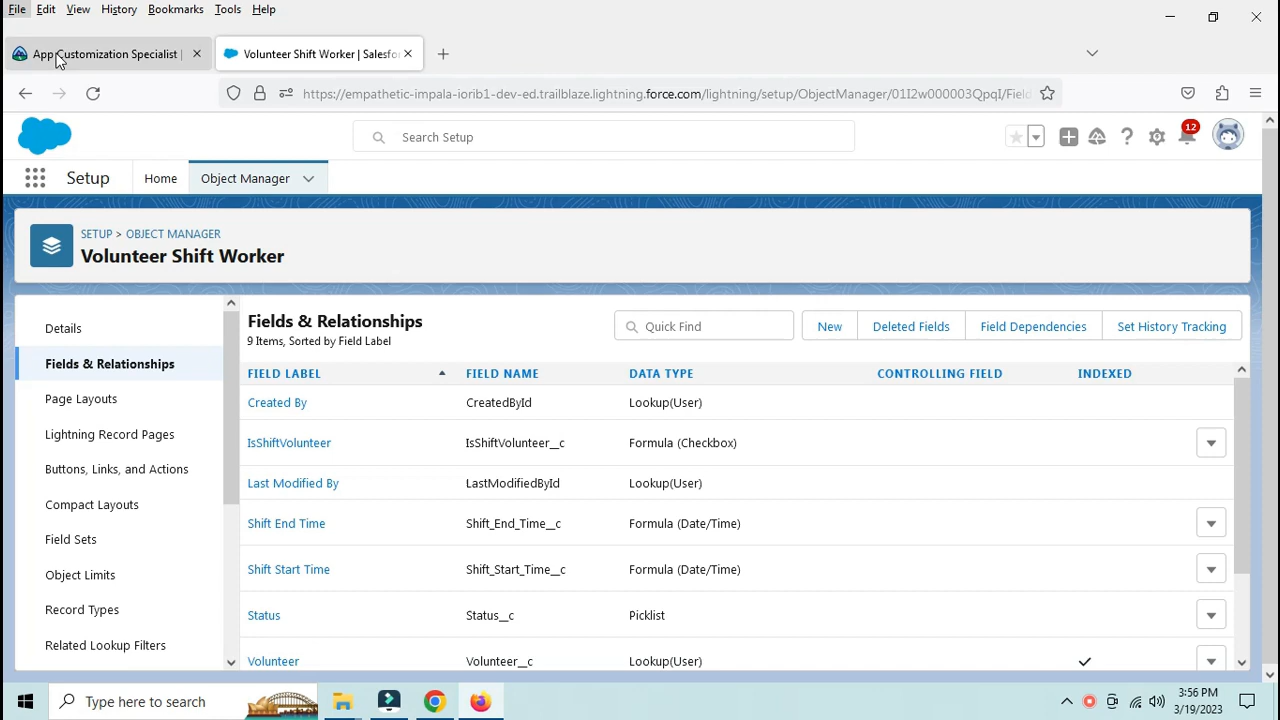 File Edit View History Bookmarks Tools Help
App Customization Specialist |
Volunteer Shift Worker | Salesfo
https://empathetic-impala-iorib1-dev-ed.trailblaze.lightning.force.com/lightning/setup/ObjectManager/01I2w000003QpqI/Field
Search Setup
12
Setup Home Object Manager
SETUP > OBJECT MANAGER
Volunteer Shift Worker
Details
Fields & Relationships
Page Layouts
Lightning Record Pages
Buttons, Links, and Actions
Compact Layouts
Field Sets
Object Limits
Record Types
Related Lookup Filters
Fields & Relationships
9 Items, Sorted by Field Label
Quick Find
New Deleted Fields Field Dependencies Set History Tracking
FIELD LABEL FIELD NAME DATA TYPE CONTROLLING FIELD INDEXED
Created By CreatedById Lookup(User)
IsShiftVolunteer IsShiftVolunteer__c Formula (Checkbox)
Last Modified By LastModifiedById Lookup(User)
Shift End Time Shift_End_Time__c Formula (Date/Time)
Shift Start Time Shift_Start_Time__c Formula (Date/Time)
Status Status__c Picklist
Volunteer Volunteer__c Lookup(User)
Type here to search
3:56 PM
3/19/2023